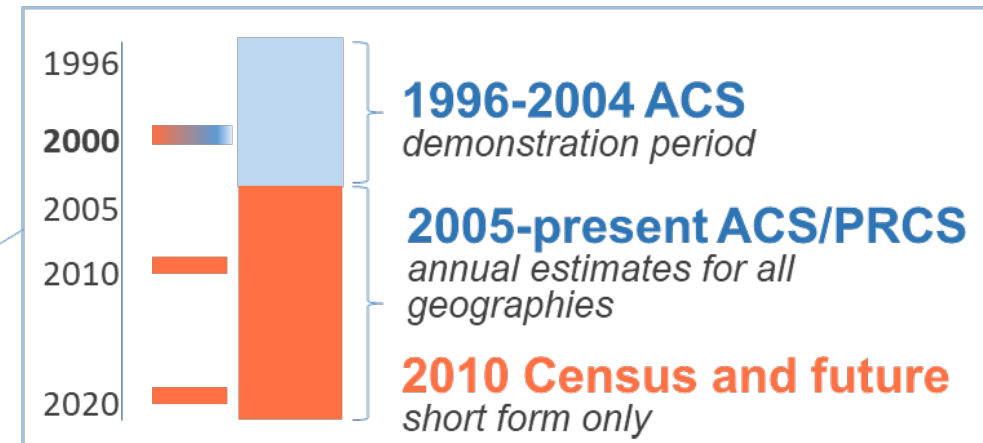 1996
2000
2005
2010
2020
1996-2004 ACS
demonstration period
2005-present ACS/PRCS
annual estimates for all
geographies
2010 Census and future
short form only